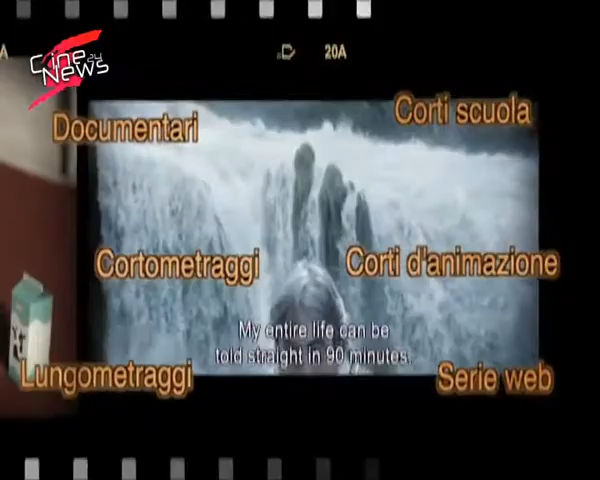 20A
Cine 24
News
Documentari
Corti scuola
Cortometraggi
Corti d'animazione
My entire life can be
told straight in 90 minutes.
Lungometraggi
Serie web